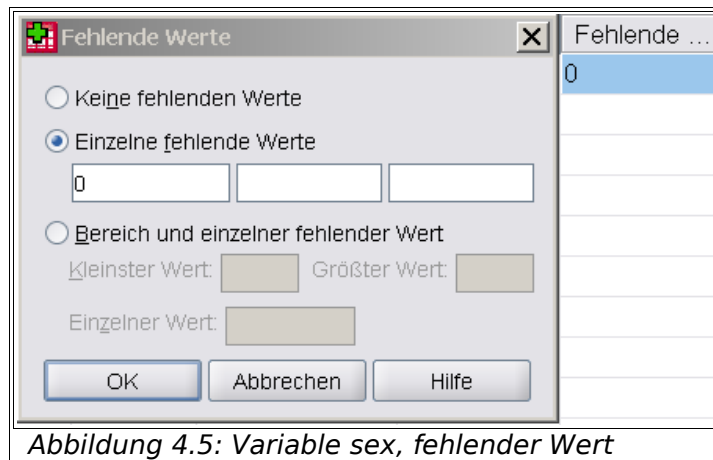 Fehlende Werte
Fehlende ...
0
Keine fehlenden Werte
Einzelne fehlende Werte
0
Bereich und einzelner fehlender Wert
Kleinster Wert: Größter Wert:
Einzelner Wert:
OK Abbrechen Hilfe
Abbildung 4.5: Variable sex, fehlender Wert